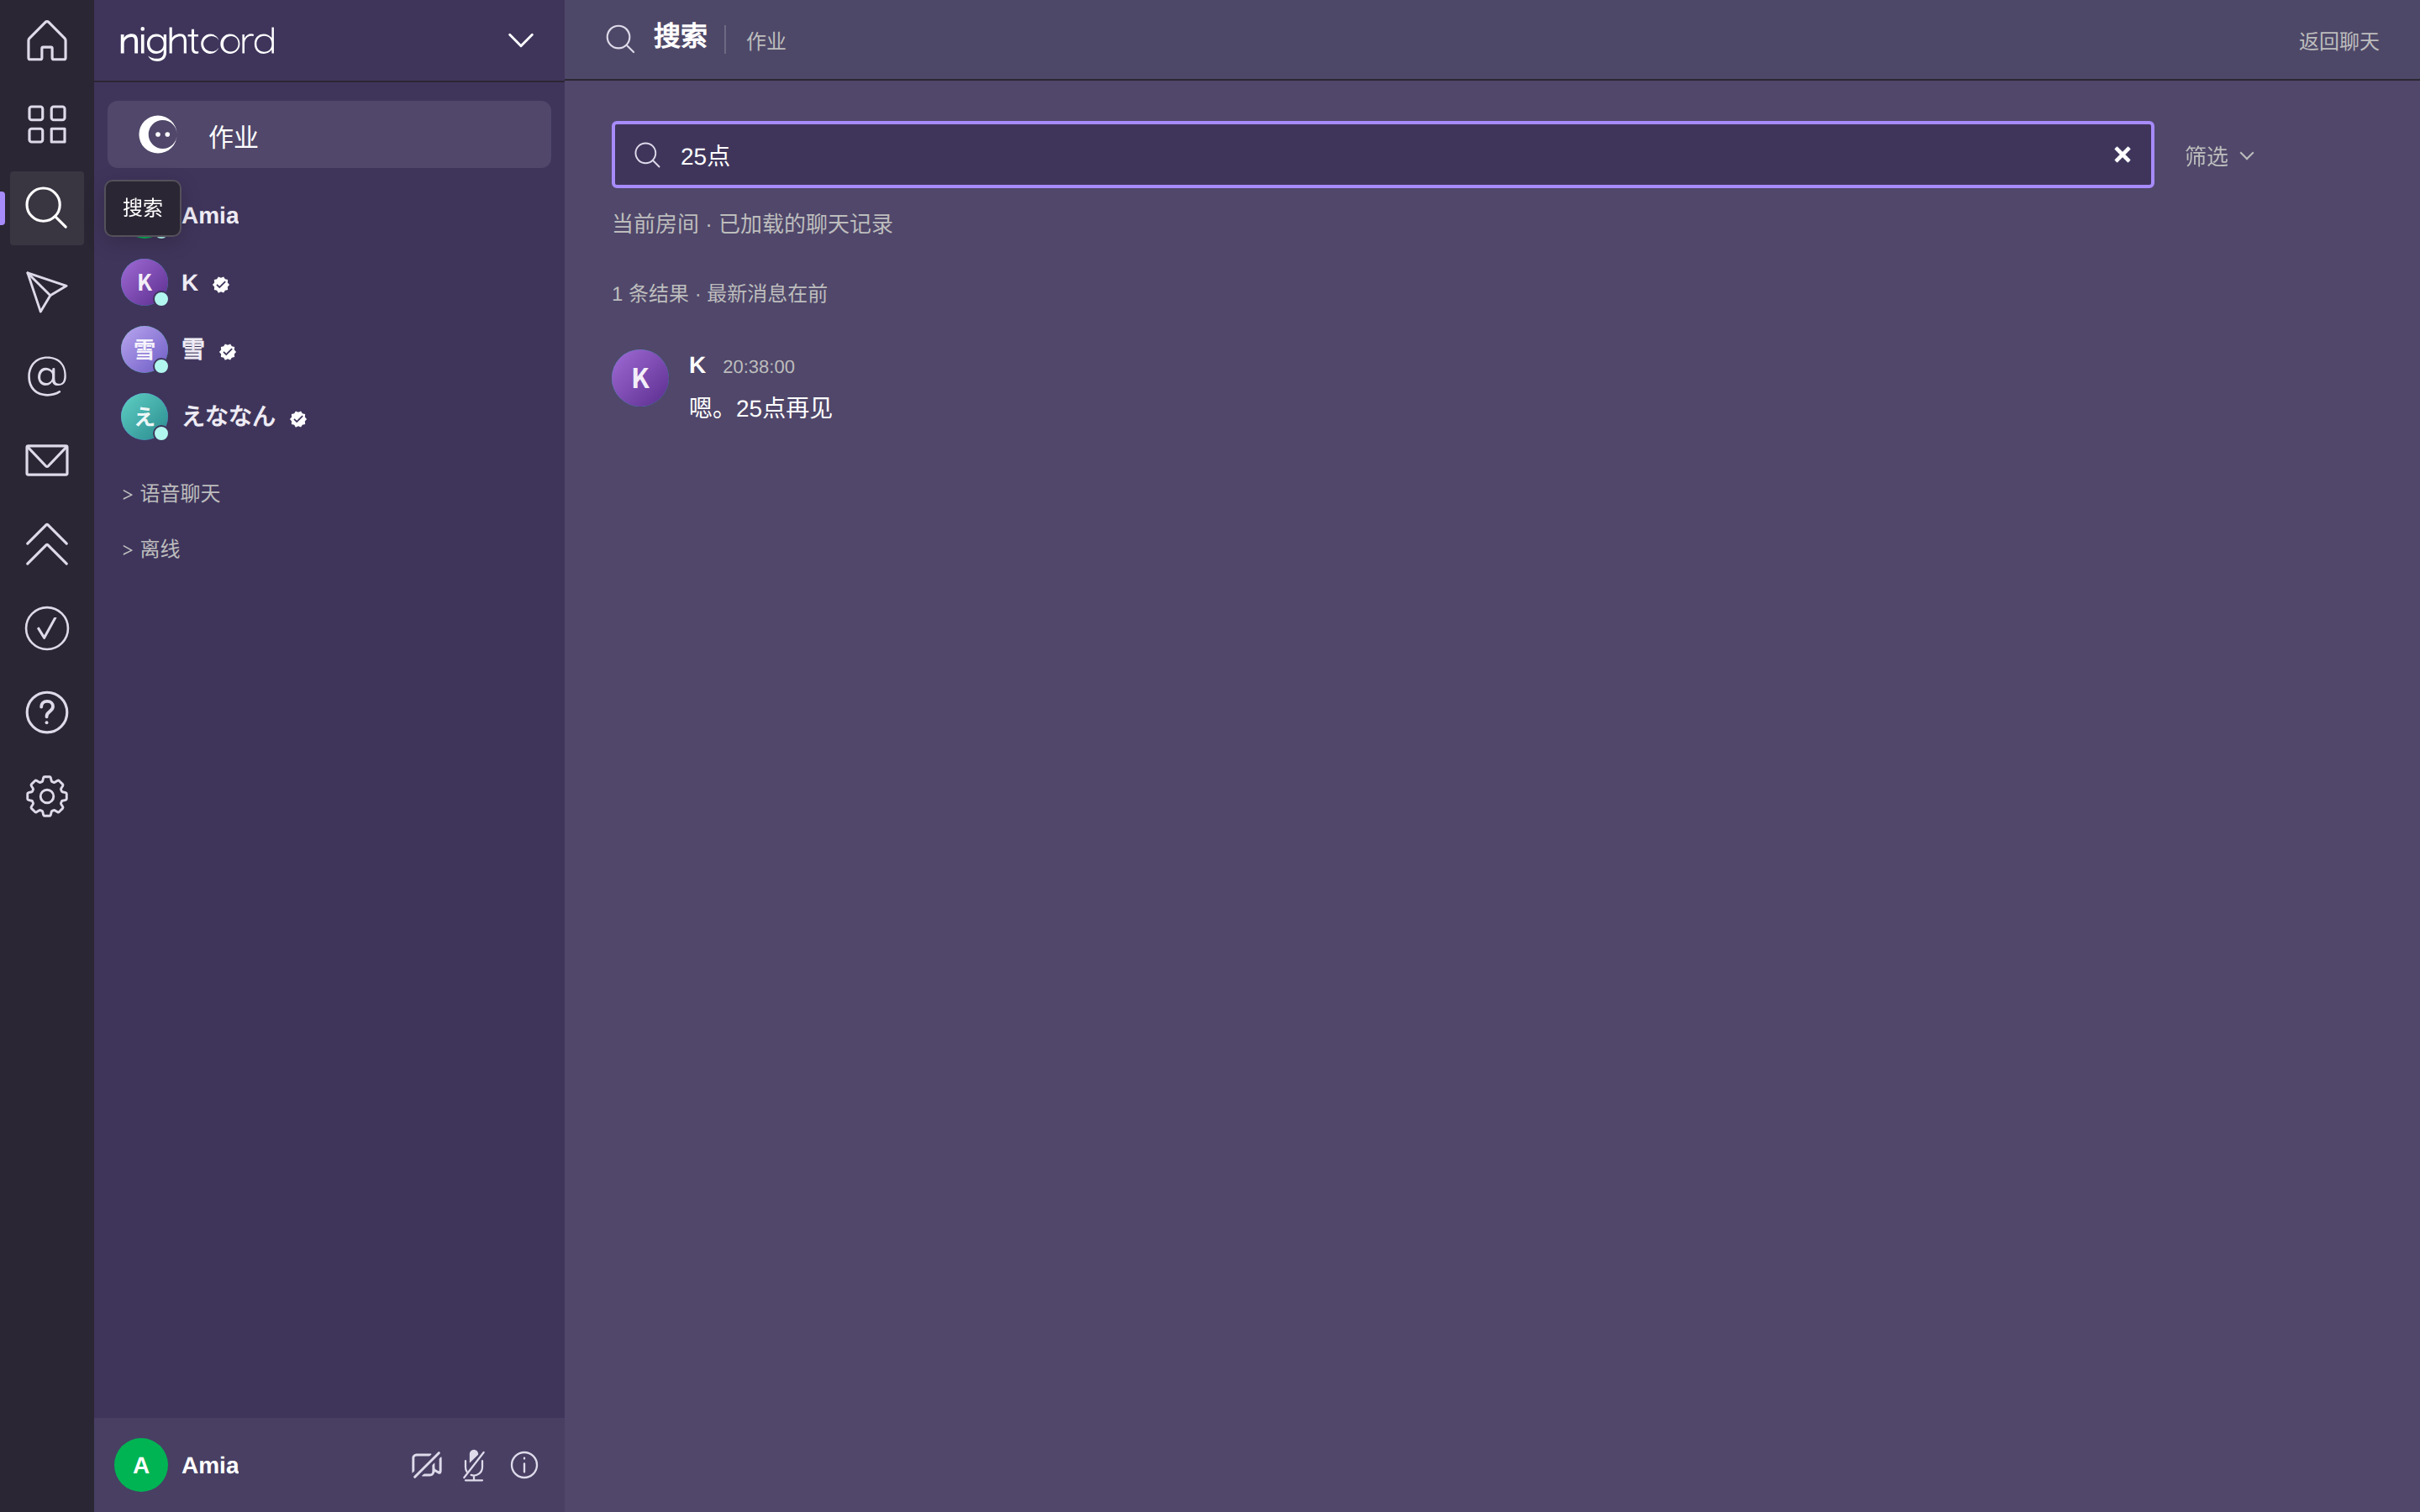 nightcord
作业
搜索
Amia
K
K
雪
雪
え
えななん
> 语音聊天
> 离线
A
Amia
搜索
作业
返回聊天
25点
筛选
当前房间 · 已加载的聊天记录
1 条结果 · 最新消息在前
K
K 20:38:00
嗯。25点再见